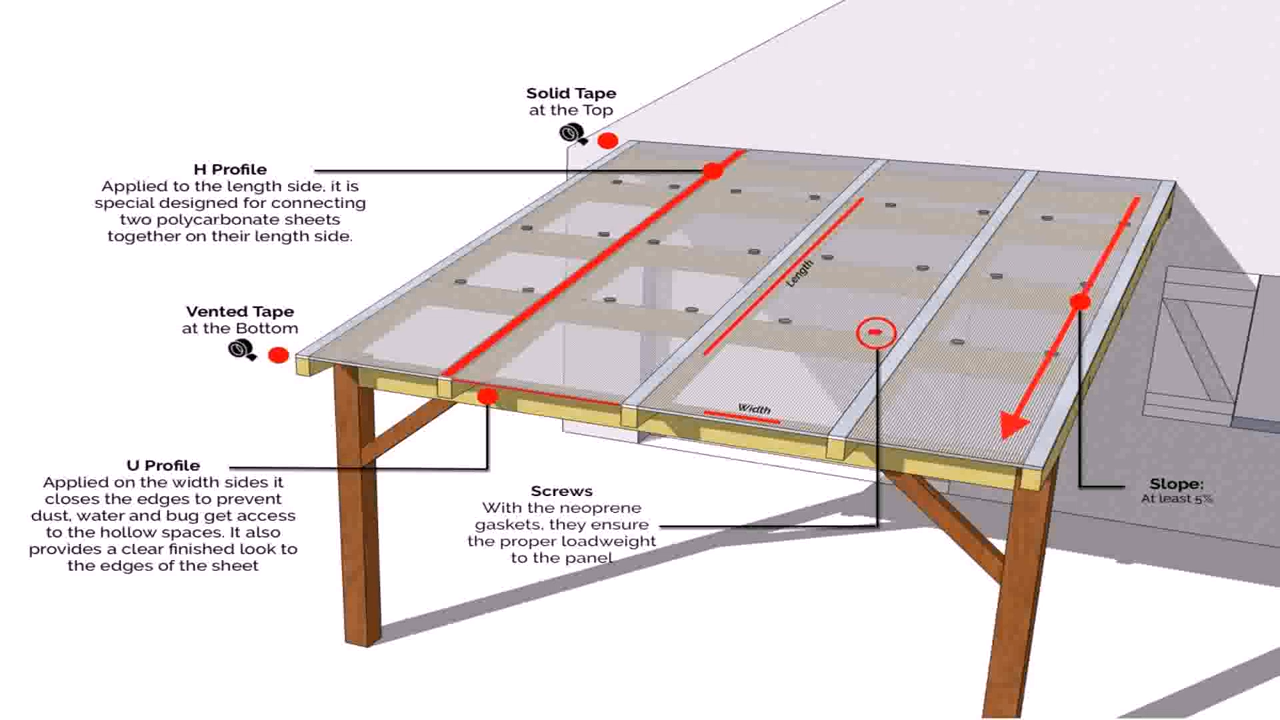 Solid Tape
at the Top
H Profile
Applied to the length side, it is
special designed for connecting
two polycarbonate sheets
together on their length side.
Length
Vented Tape
at the Bottom
Width
U Profile
Applied on the width sides it
closes the edges to prevent
dust, water and bug get access
to the hollow spaces. It also
provides a clear finished look to
the edges of the sheet
Screws
With the neoprene
gaskets, they ensure
the proper loadweight
to the panel.
Slope:
At least 5%